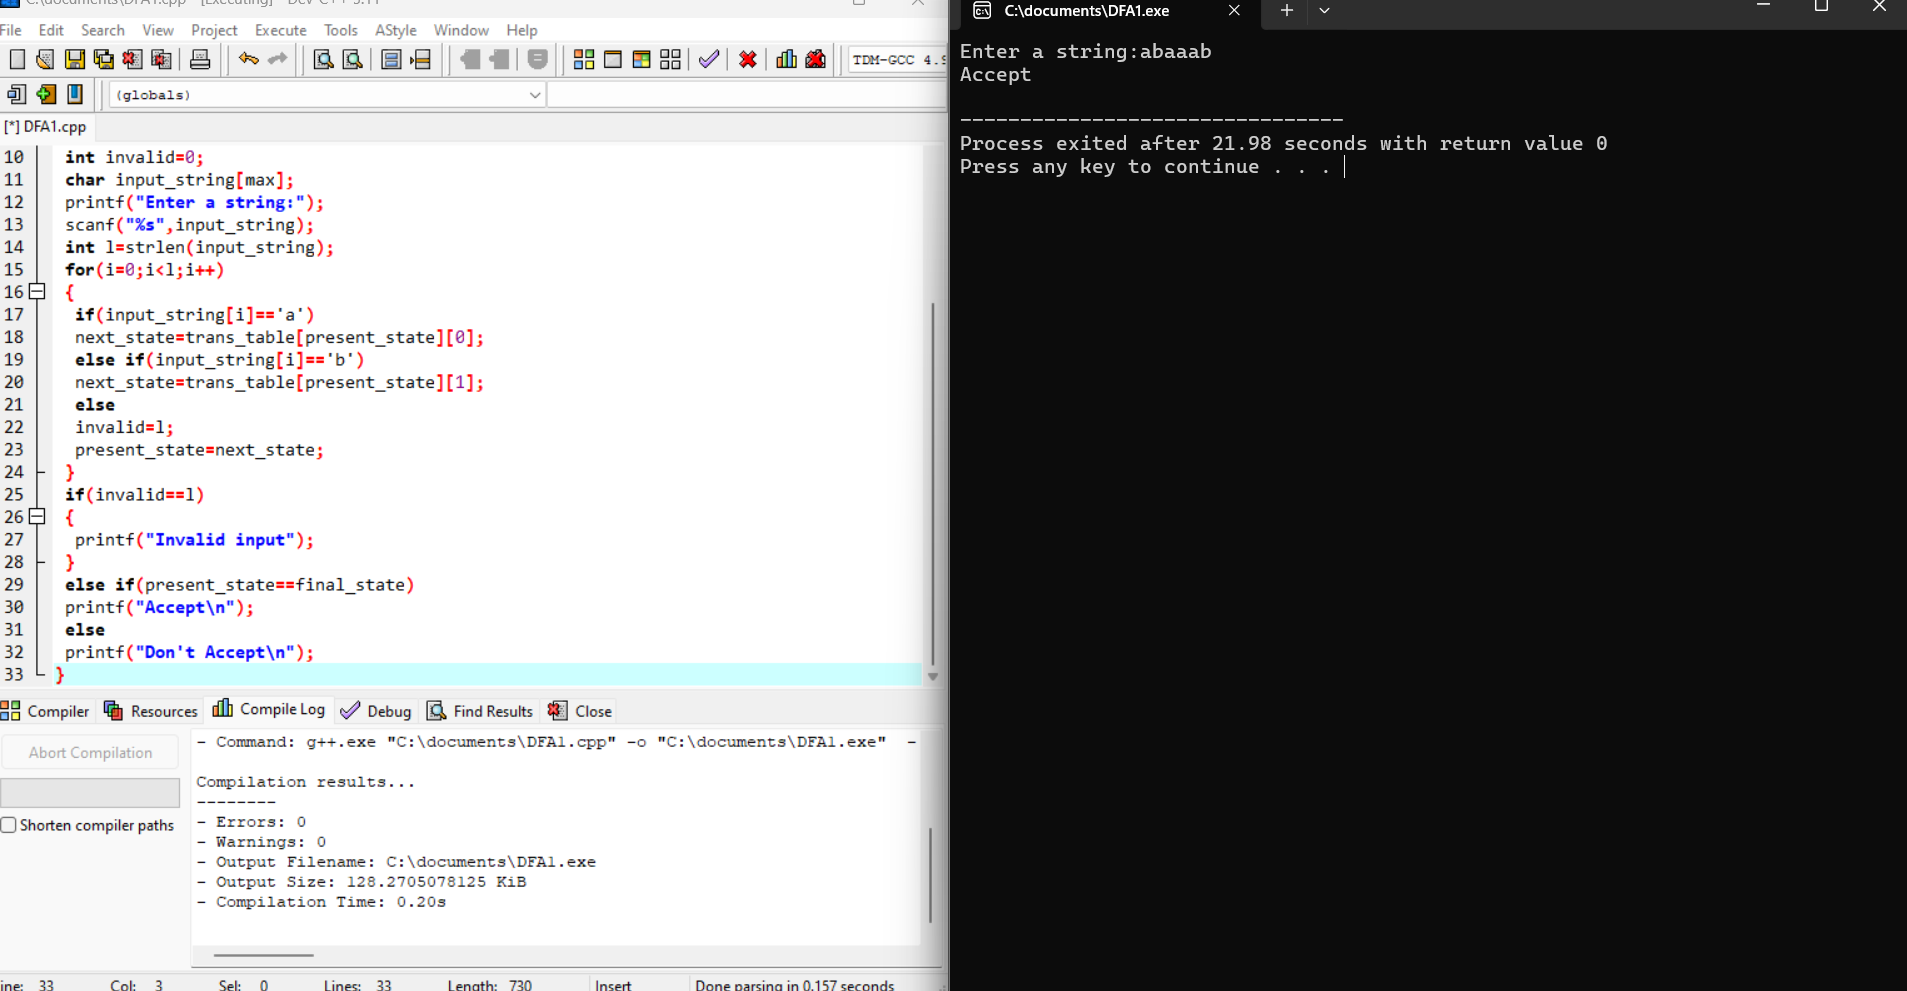 C:\documents\DFA1.cpp - [Executing] - Dev-C++ 5.11
File Edit Search View Project Execute Tools AStyle Window Help
TDM-GCC 4.9
(globals)
[*] DFA1.cpp
10 int invalid=0;
11 char input_string[max];
12 printf("Enter a string:");
13 scanf("%s",input_string);
14 int l=strlen(input_string);
15 for(i=0;i<l;i++)
16 {
17 if(input_string[i]=='a')
18 next_state=trans_table[present_state][0];
19 else if(input_string[i]=='b')
20 next_state=trans_table[present_state][1];
21 else
22 invalid=l;
23 present_state=next_state;
24 }
25 if(invalid==l)
26 {
27 printf("Invalid input");
28 }
29 else if(present_state==final_state)
30 printf("Accept\n");
31 else
32 printf("Don't Accept\n");
33 }
Compiler Resources Compile Log Debug Find Results Close
Abort Compilation
Shorten compiler paths
- Command: g++.exe "C:\documents\DFA1.cpp" -o "C:\documents\DFA1.exe" -
Compilation results...
--------
- Errors: 0
- Warnings: 0
- Output Filename: C:\documents\DFA1.exe
- Output Size: 128.2705078125 KiB
- Compilation Time: 0.20s
ine: 33 Col: 3 Sel: 0 Lines: 33 Length: 730 Insert Done parsing in 0.157 seconds
C:\documents\DFA1.exe
Enter a string:abaaab
Accept
--------------------------------
Process exited after 21.98 seconds with return value 0
Press any key to continue . . .